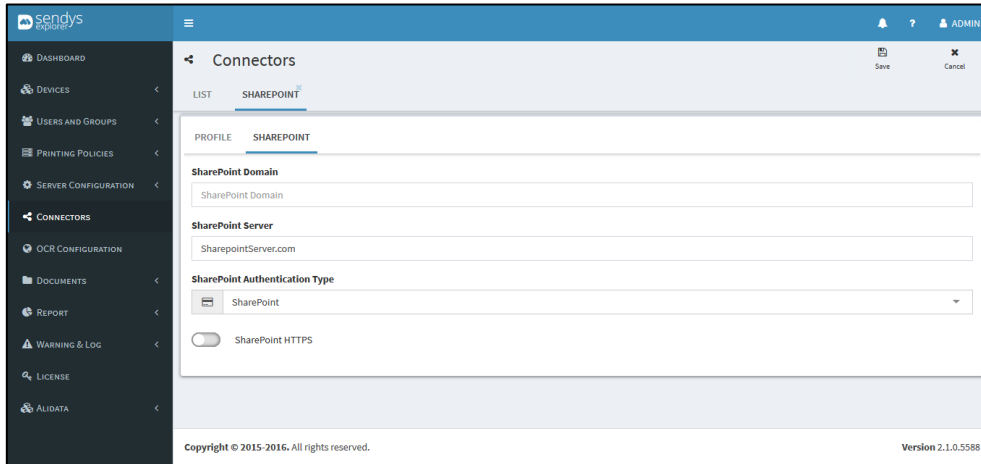 sendys
explorer
ADMIN
DASHBOARD
DEVICES
USERS AND GROUPS
PRINTING POLICIES
SERVER CONFIGURATION
CONNECTORS
OCR CONFIGURATION
DOCUMENTS
REPORT
WARNING & LOG
LICENSE
ALIDATA
Connectors
Save
Cancel
LIST
SHAREPOINT
PROFILE
SHAREPOINT
SharePoint Domain
SharePoint Domain
SharePoint Server
SharepointServer.com
SharePoint Authentication Type
SharePoint
SharePoint HTTPS
Copyright © 2015-2016. All rights reserved.
Version 2.1.0.5588